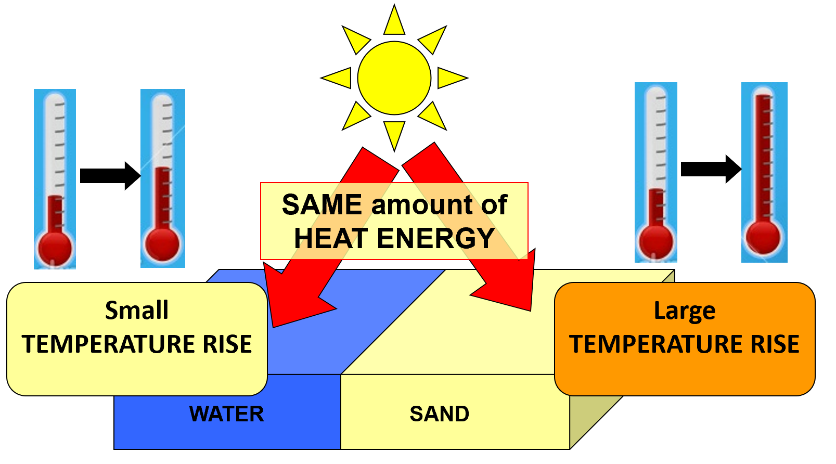 SAME amount of
HEAT ENERGY
Small
TEMPERATURE RISE
Large
TEMPERATURE RISE
WATER
SAND